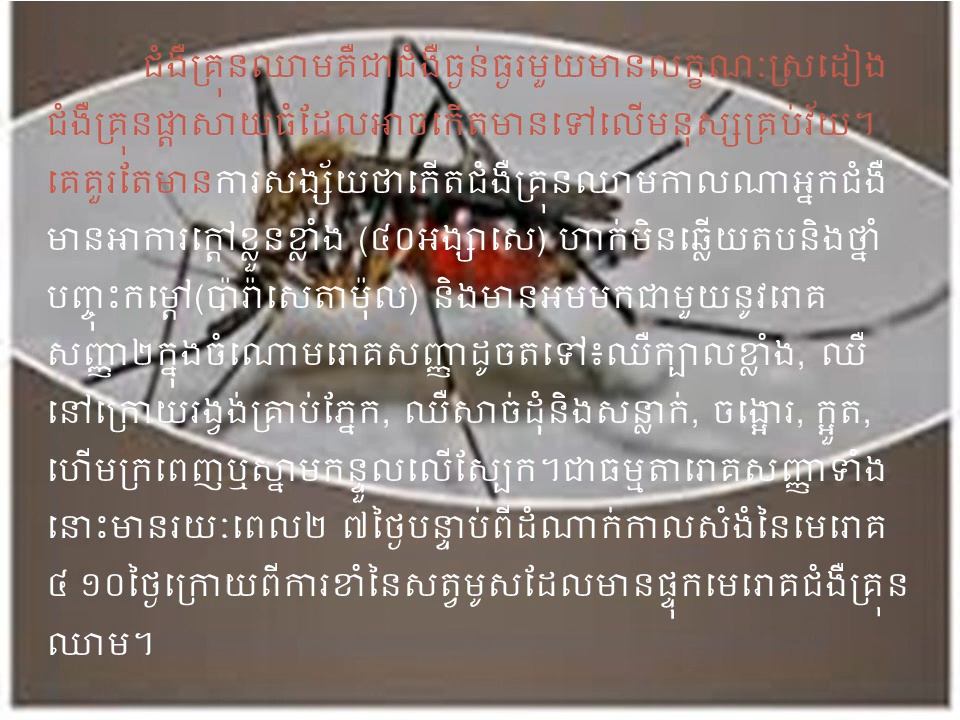 ជំងឺគ្រុនឈាមគឺជាជំងឺធ្ងន់ធ្ងរមួយមានលក្ខណៈស្រដៀង
ជំងឺគ្រុនផ្តាសាយធំដែលអាចកើតមានទៅលើមនុស្សគ្រប់វ័យ។
គេគួរតែមានការសង្ស័យថាកើតជំងឺគ្រុនឈាមកាលណាអ្នកជំងឺ
មានអាការក្តៅខ្លួនខ្លាំង (៤០អង្សាសេ) ហាក់មិនឆ្លើយតបនិងថ្នាំ
បញ្ចុះកម្តៅ(ប៉ារ៉ាសេតាម៉ុល) និងមានអមមកជាមួយនូវរោគ
សញ្ញា២ក្នុងចំណោមរោគសញ្ញាដូចតទៅ៖ឈឺក្បាលខ្លាំង, ឈឺ
នៅក្រោយរង្វង់គ្រាប់ភ្នែក, ឈឺសាច់ដុំនិងសន្លាក់, ចង្អោរ, ក្អួត,
ហើមក្រពេញឬស្នាមកន្ទួលលើស្បែក។ជាធម្មតារោគសញ្ញាទាំង
នោះមានរយៈពេល២ ៧ថ្ងៃបន្ទាប់ពីដំណាក់កាលសំងំនៃមេរោគ
៤ ១០ថ្ងៃក្រោយពីការខាំនៃសត្វមូសដែលមានផ្ទុកមេរោគជំងឺគ្រុន
ឈាម។